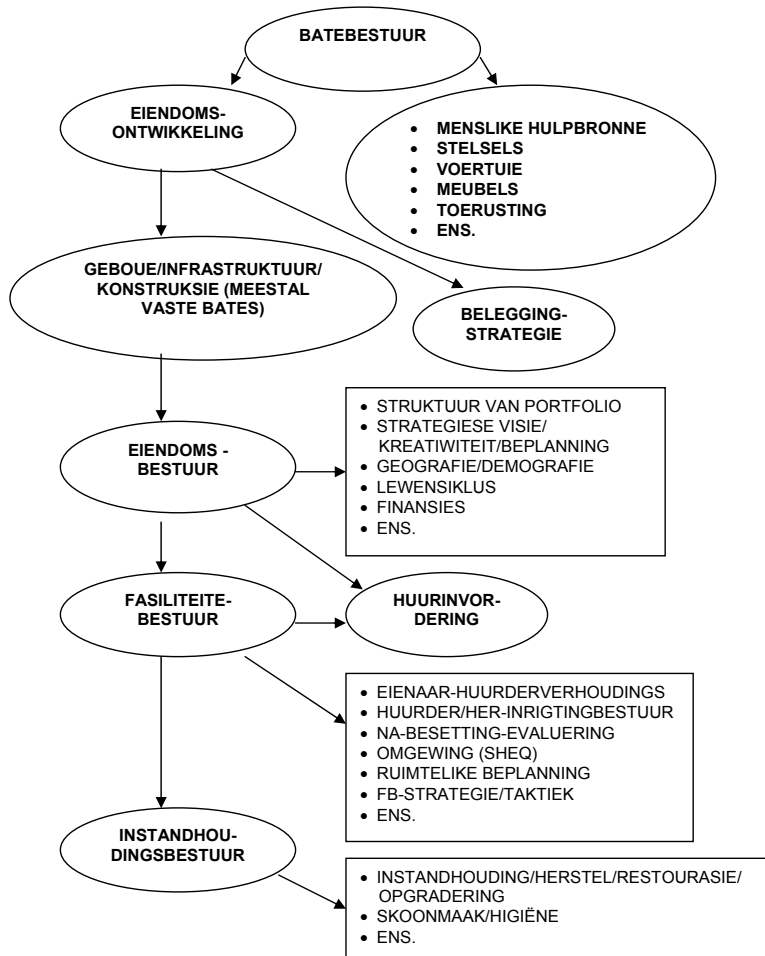 BATEBESTUUR
EIENDOMS-
ONTWIKKELING
• MENSLIKE HULPBRONNE
• STELSELS
• VOERTUIE
• MEUBELS
• TOERUSTING
• ENS.
GEBOUE/INFRASTRUKTUUR/
KONSTRUKSIE (MEESTAL
VASTE BATES)
BELEGGING-
STRATEGIE
• STRUKTUUR VAN PORTFOLIO
• STRATEGIESE VISIE/
KREATIWITEIT/BEPLANNING
• GEOGRAFIE/DEMOGRAFIE
• LEWENSIKLUS
• FINANSIES
• ENS.
EIENDOMS -
BESTUUR
FASILITEITE-
BESTUUR
HUURINVOR-
DERING
• EIENAAR-HUURDERVERHOUDINGS
• HUURDER/HER-INRIGTINGBESTUUR
• NA-BESETTING-EVALUERING
• OMGEWING (SHEQ)
• RUIMTELIKE BEPLANNING
• FB-STRATEGIE/TAKTIEK
• ENS.
INSTANDHOU-
DINGSBESTUUR
• INSTANDHOUDING/HERSTEL/RESTOURASIE/
OPGRADERING
• SKOONMAAK/HIGIËNE
• ENS.